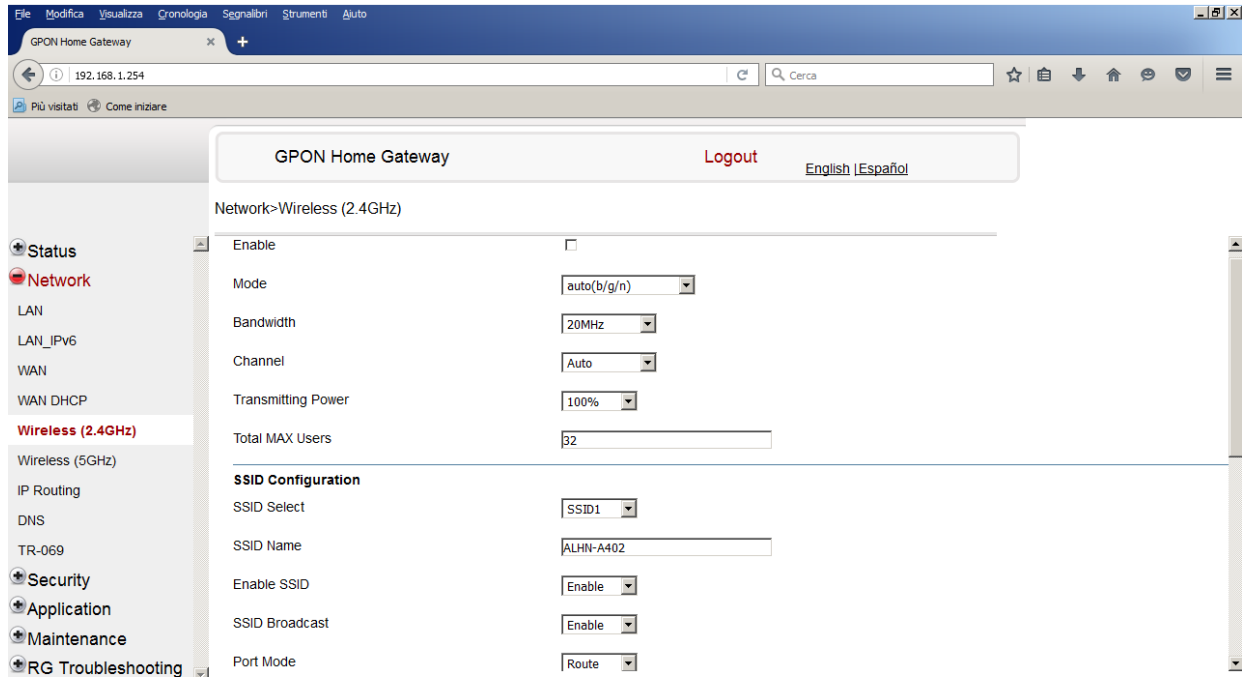 File Modifica Visualizza Cronologia Segnalibri Strumenti Aiuto
GPON Home Gateway
192.168.1.254
Cerca
Più visitati Come iniziare
GPON Home Gateway Logout English |Español
Network>Wireless (2.4GHz)
Status
Network
LAN
LAN_IPv6
WAN
WAN DHCP
Wireless (2.4GHz)
Wireless (5GHz)
IP Routing
DNS
TR-069
Security
Application
Maintenance
RG Troubleshooting
Enable
Mode auto(b/g/n)
Bandwidth 20MHz
Channel Auto
Transmitting Power 100%
Total MAX Users 32
SSID Configuration
SSID Select SSID1
SSID Name ALHN-A402
Enable SSID Enable
SSID Broadcast Enable
Port Mode Route